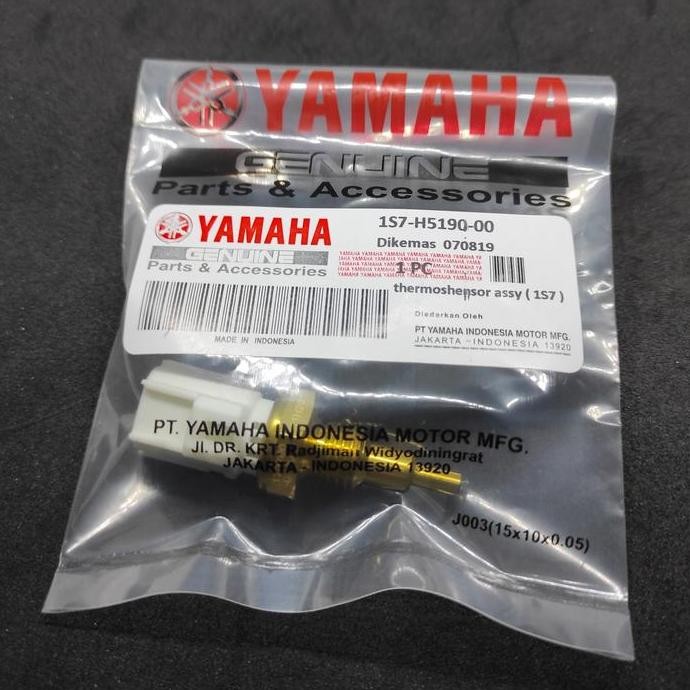 YAMAHA
GENUINE
Parts & Accessories
YAMAHA
GENUINE
Parts & Accessories
MADE IN INDONESIA
1S7-H5190-00
Dikemas 070819
1 PC
thermoshensor assy ( 1S7 )
Diedarkan Oleh
PT YAMAHA INDONESIA MOTOR MFG.
JAKARTA - INDONESIA 13920
PT. YAMAHA INDONESIA MOTOR MFG.
Jl. DR. KRT. Radjiman Widyodiningrat
JAKARTA - INDONESIA 13920
J003(15x10x0.05)